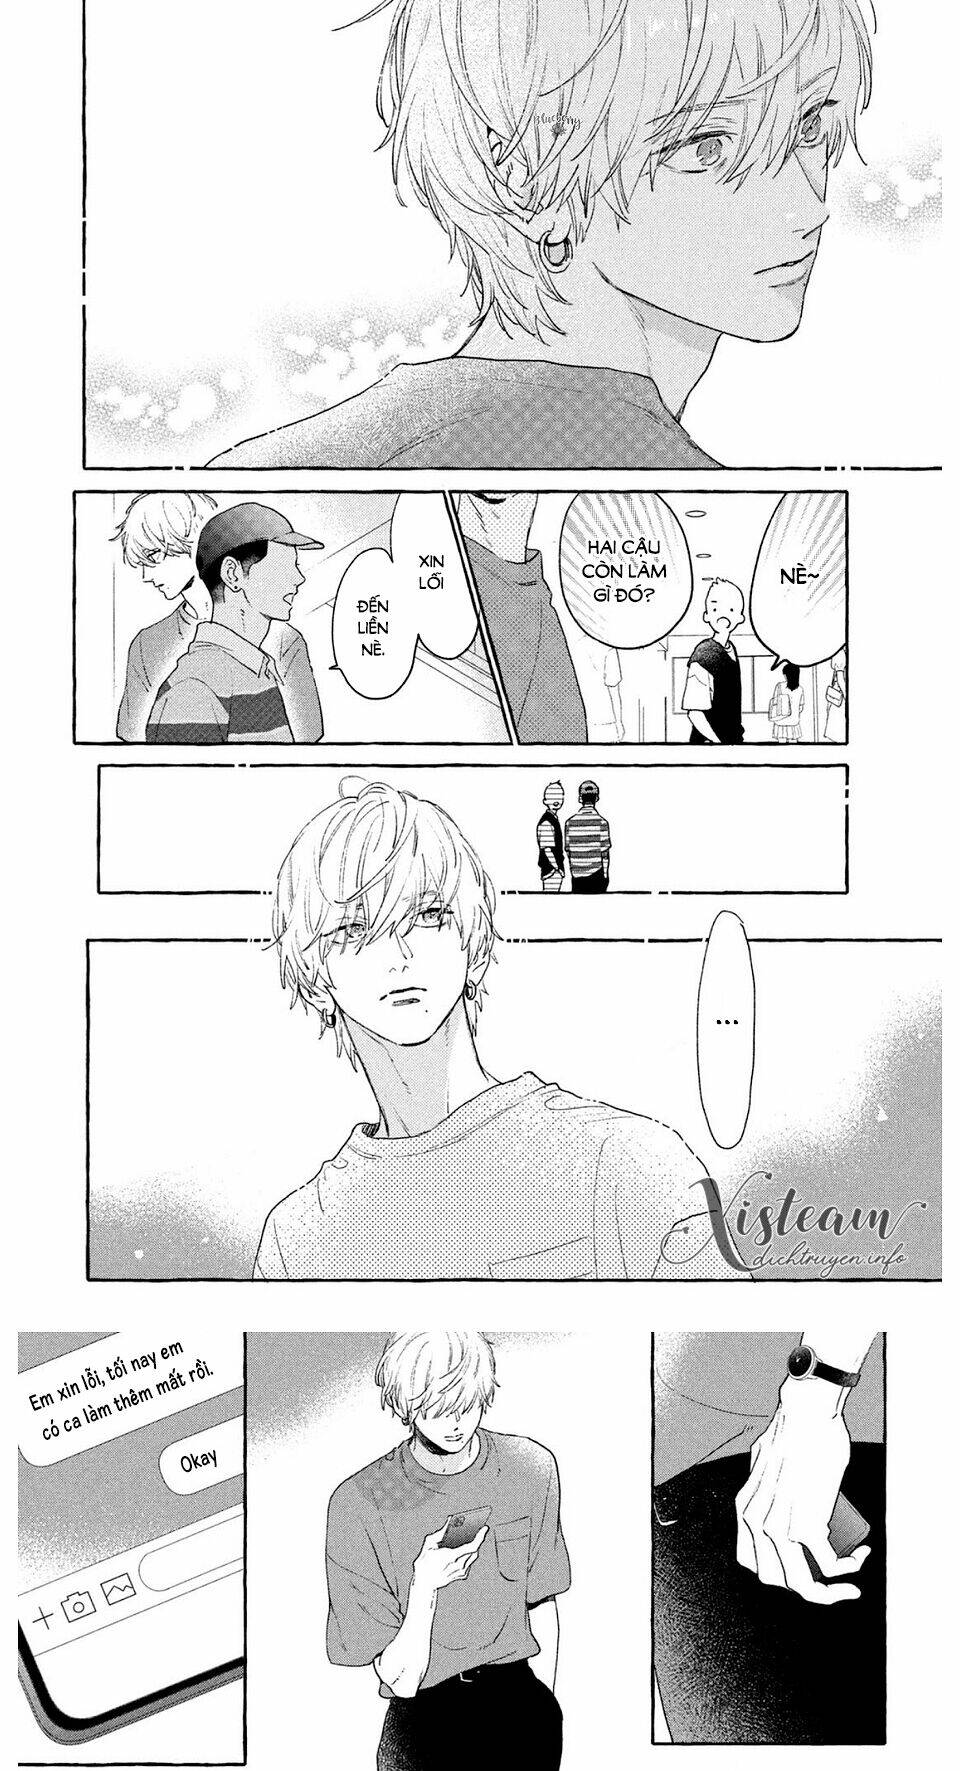 Blueberry
NÈ~
HAI CẬU
CÒN LÀM
GÌ ĐÓ?
XIN
LỖI
ĐẾN
LIỀN
NÈ.
...
Xisteam
dichtruyen.info
Em xin lỗi, tối nay em
có ca làm thêm mất rồi.
Okay